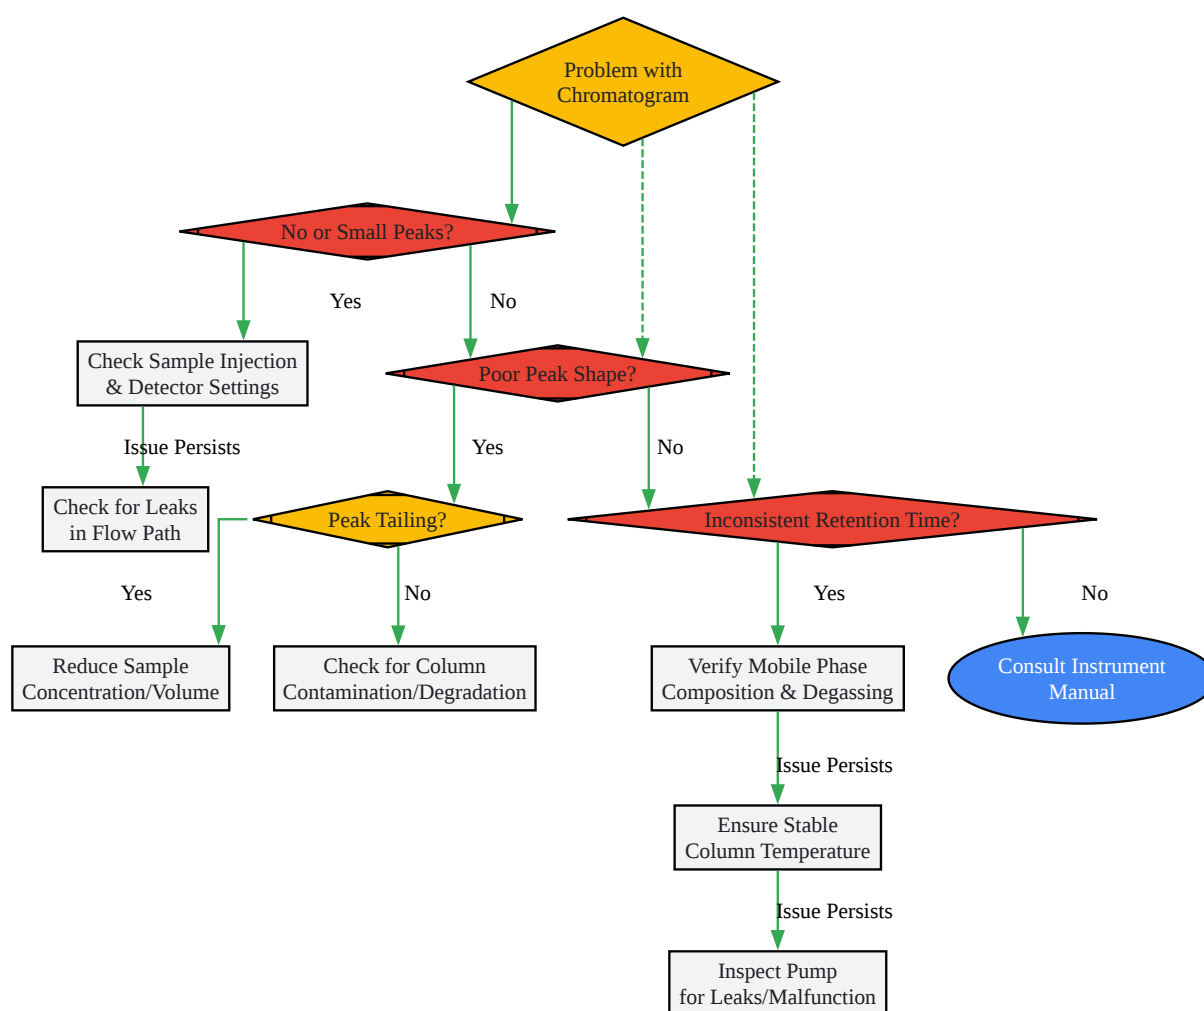 Problem with
Chromatogram
No or Small Peaks?
Yes
No
Check Sample Injection
& Detector Settings
Poor Peak Shape?
Issue Persists
Yes
No
Check for Leaks
in Flow Path
Peak Tailing?
Inconsistent Retention Time?
Yes
No
Yes
No
Reduce Sample
Concentration/Volume
Check for Column
Contamination/Degradation
Verify Mobile Phase
Composition & Degassing
Consult Instrument
Manual
Issue Persists
Ensure Stable
Column Temperature
Issue Persists
Inspect Pump
for Leaks/Malfunction